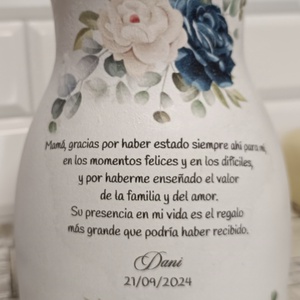 Mamá, gracias por haber estado siempre ahí para mí,
en los momentos felices y en los difíciles,
y por haberme enseñado el valor
de la familia y del amor.
Su presencia en mi vida es el regalo
más grande que podría haber recibido.
Dani
21/09/2024